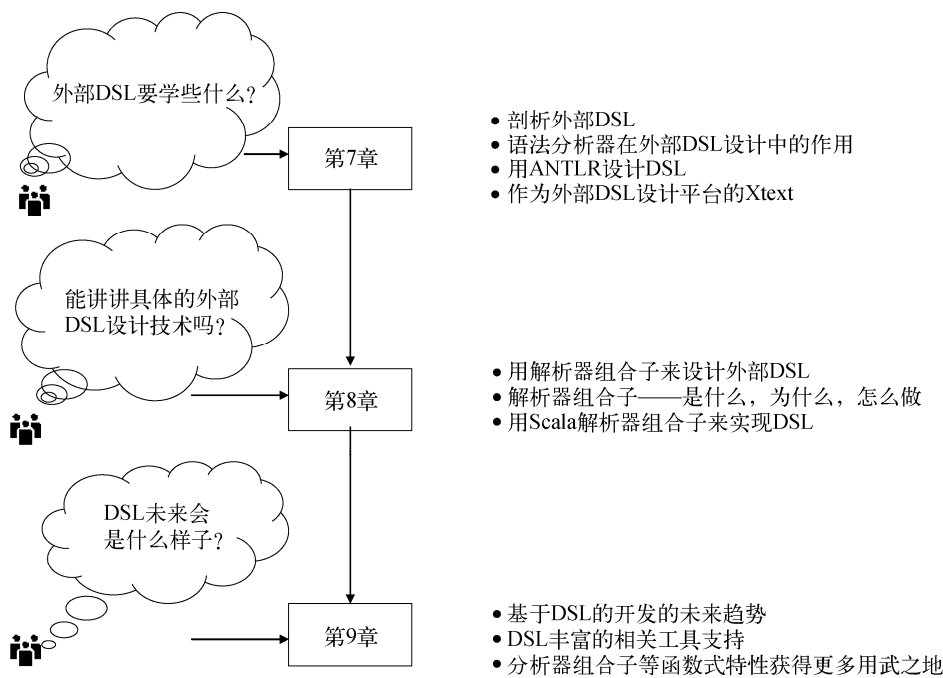 外部DSL要学些什么？
第7章
• 剖析外部DSL
• 语法分析器在外部DSL设计中的作用
• 用ANTLR设计DSL
• 作为外部DSL设计平台的Xtext
能讲讲具体的外部
DSL设计技术吗？
第8章
• 用解析器组合子来设计外部DSL
• 解析器组合子——是什么，为什么，怎么做
• 用Scala解析器组合子来实现DSL
DSL未来会
是什么样子？
第9章
• 基于DSL的开发的未来趋势
• DSL丰富的相关工具支持
• 分析器组合子等函数式特性获得更多用武之地